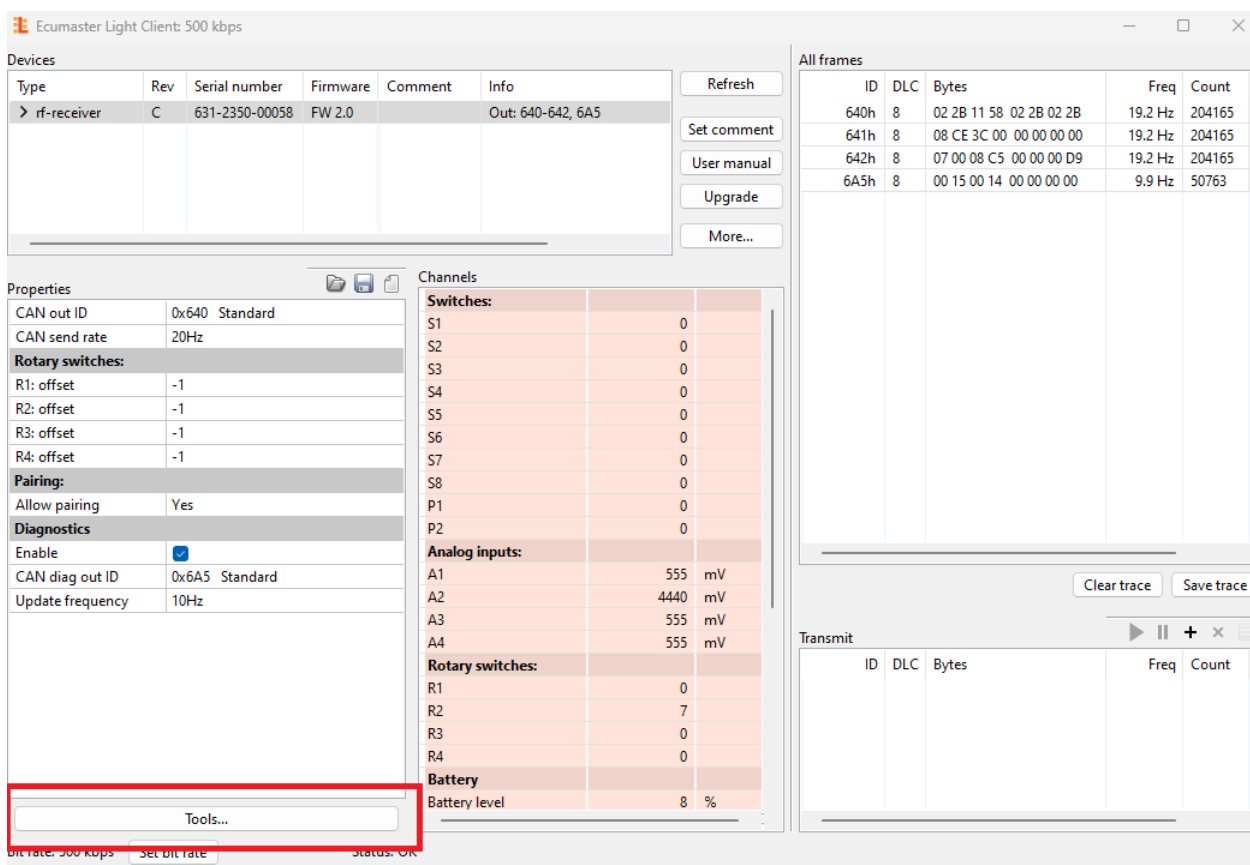 Ecumaster Light Client: 500 kbps
Devices
Type Rev Serial number Firmware Comment Info
rf-receiver C 631-2350-00058 FW 2.0 Out: 640-642, 6A5
Refresh
Set comment
User manual
Upgrade
More...
Properties
CAN out ID 0x640 Standard
CAN send rate 20Hz
Rotary switches:
R1: offset -1
R2: offset -1
R3: offset -1
R4: offset -1
Pairing:
Allow pairing Yes
Diagnostics
Enable
CAN diag out ID 0x6A5 Standard
Update frequency 10Hz
Tools...
Bit rate: 500 kbps Set bit rate Status: OK
Channels
Switches:
S1 0
S2 0
S3 0
S4 0
S5 0
S6 0
S7 0
S8 0
P1 0
P2 0
Analog inputs:
A1 555 mV
A2 4440 mV
A3 555 mV
A4 555 mV
Rotary switches:
R1 0
R2 7
R3 0
R4 0
Battery
Battery level 8 %
All frames
ID DLC Bytes Freq Count
640h 8 02 2B 11 58 02 2B 02 2B 19.2 Hz 204165
641h 8 08 CE 3C 00 00 00 00 00 19.2 Hz 204165
642h 8 07 00 08 C5 00 00 00 D9 19.2 Hz 204165
6A5h 8 00 15 00 14 00 00 00 00 9.9 Hz 50763
Clear trace Save trace
Transmit
ID DLC Bytes Freq Count